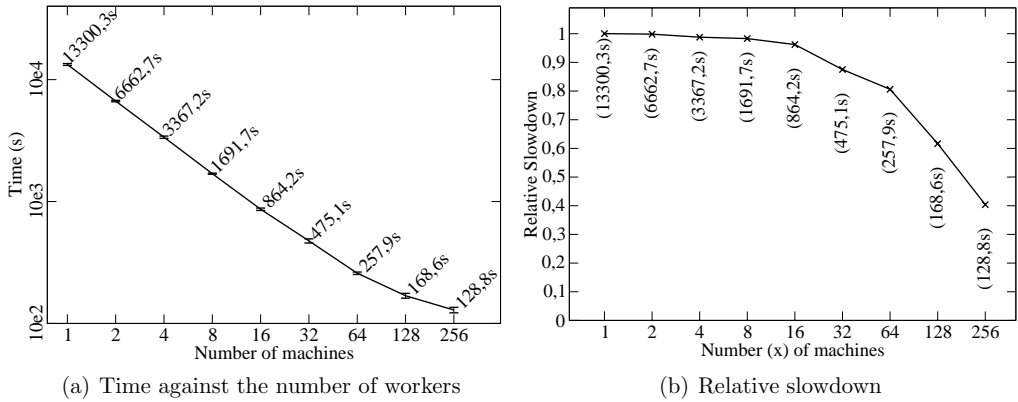 Time (s)
10e4
10e3
10e2
13300,3s
6662,7s
3367,2s
1691,7s
864,2s
475,1s
257,9s
168,6s
128,8s
1 2 4 8 16 32 64 128 256
Number of machines
(a) Time against the number of workers
Relative Slowdown
1
0,9
0,8
0,7
0,6
0,5
0,4
0,3
0,2
0,1
0
(13300,3s)
(6662,7s)
(3367,2s)
(1691,7s)
(864,2s)
(475,1s)
(257,9s)
(168,6s)
(128,8s)
1 2 4 8 16 32 64 128 256
Number (x) of machines
(b) Relative slowdown